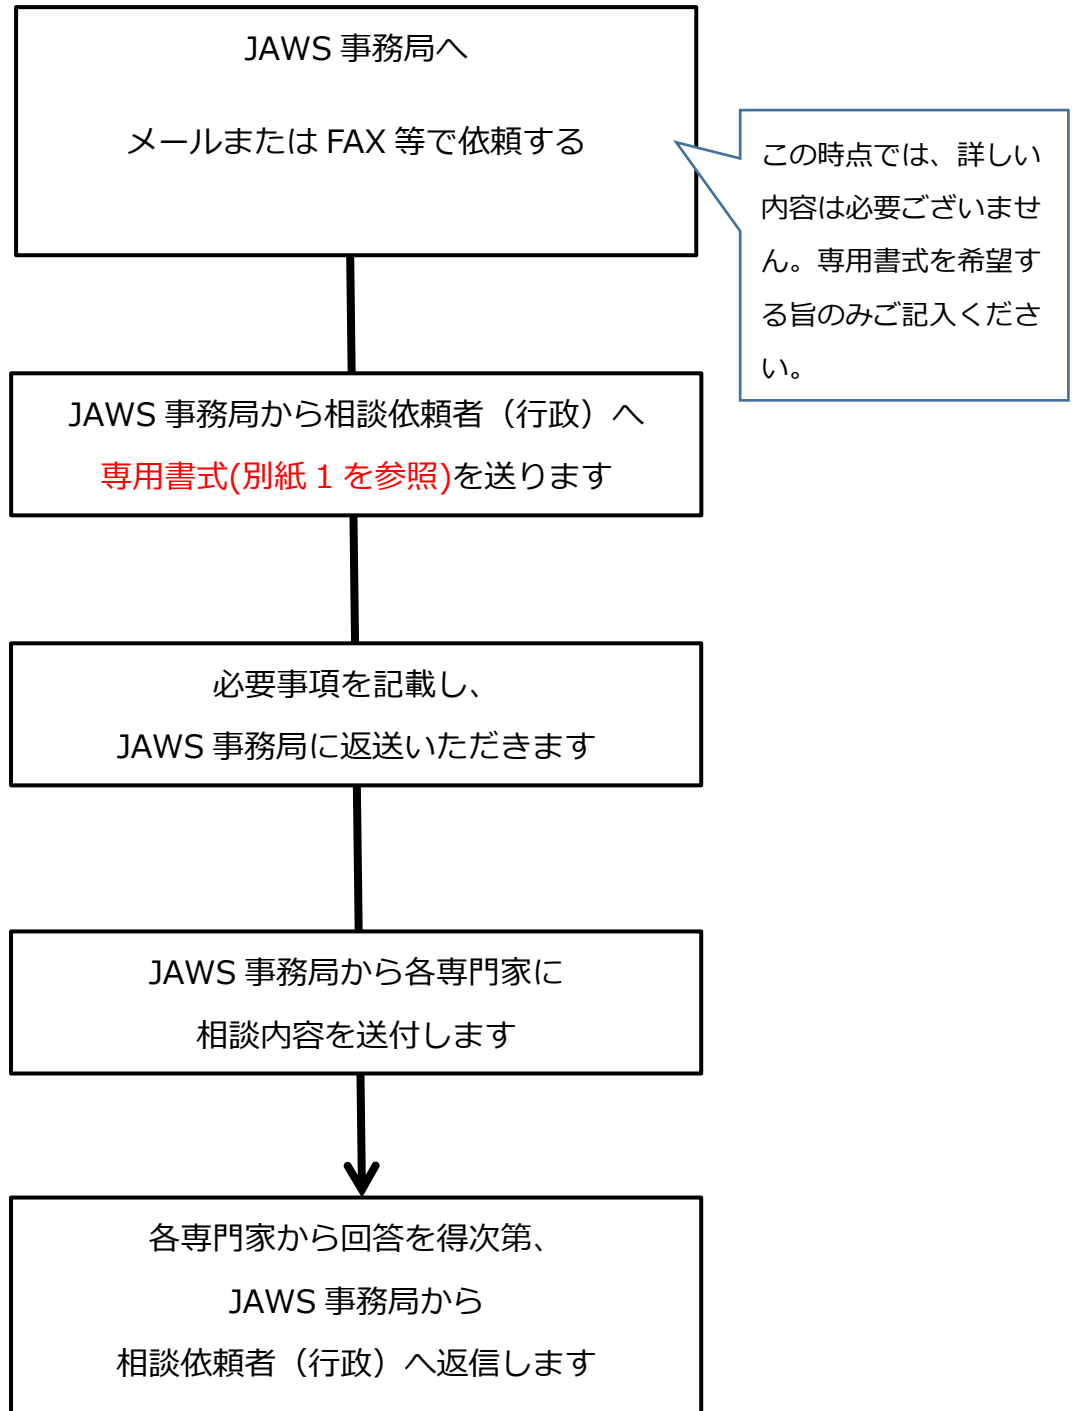 JAWS 事務局へ
メールまたは FAX 等で依頼する
この時点では、詳しい
内容は必要ございませ
ん。専用書式を希望す
る旨のみご記入くださ
い。
JAWS 事務局から相談依頼者（行政）へ
専用書式(別紙 1 を参照)を送ります
必要事項を記載し、
JAWS 事務局に返送いただきます
JAWS 事務局から各専門家に
相談内容を送付します
各専門家から回答を得次第、
JAWS 事務局から
相談依頼者（行政）へ返信します